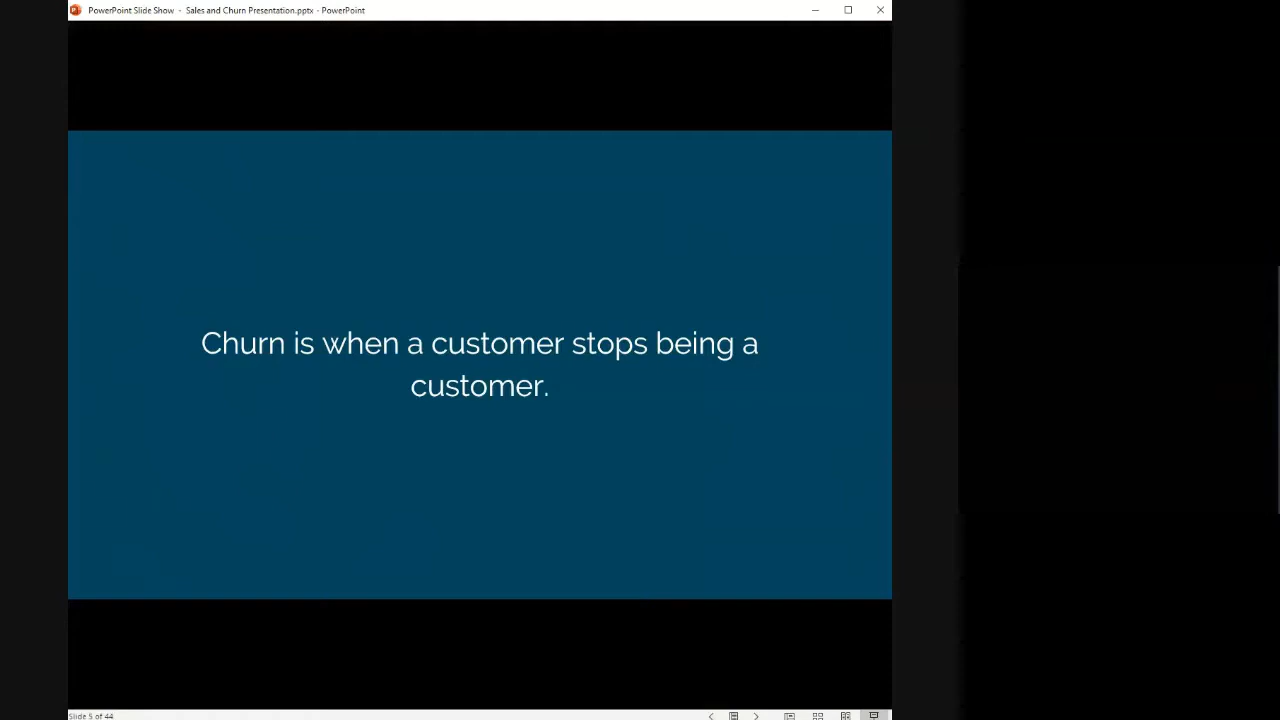 PowerPoint Slide Show - Sales and Churn Presentation.pptx - PowerPoint
Churn is when a customer stops being a
customer.
Slide 5 of 44